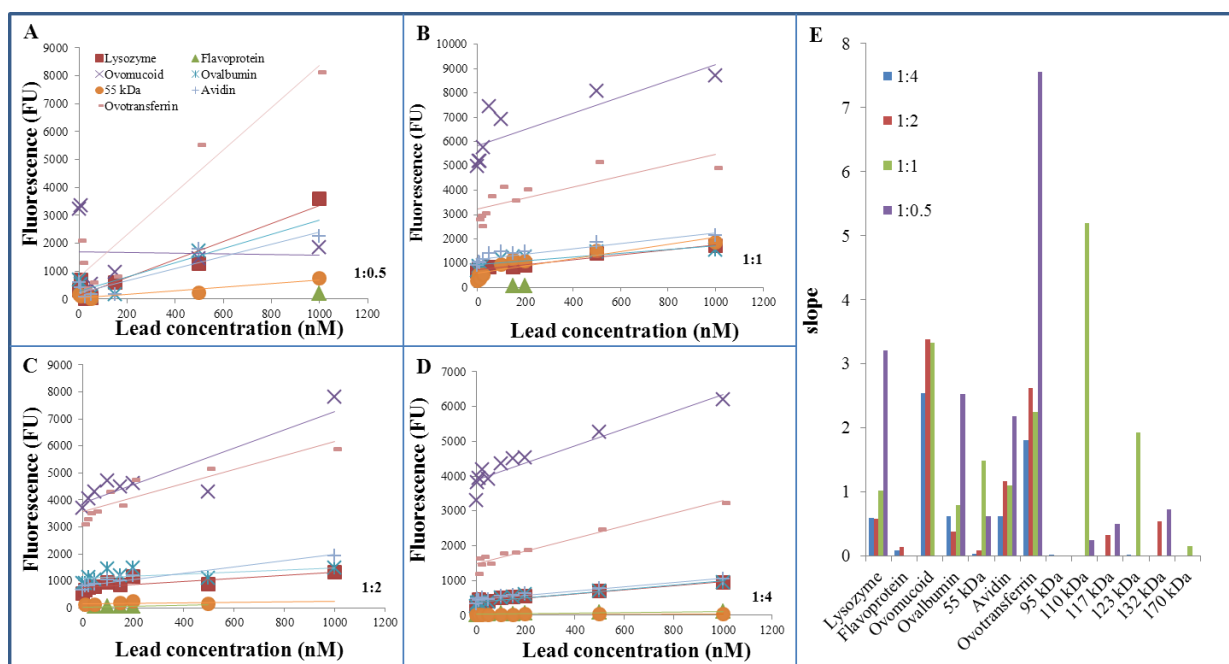 A
Lysozyme
Flavoprotein
Ovomucoid
Ovalbumin
55 kDa
Avidin
Ovotransferrin
Fluorescence (FU)
9000
8000
7000
6000
5000
4000
3000
2000
1000
0
0 200 400 600 800 1000 1200
1:0.5
Lead concentration (nM)
B
Fluorescence (FU)
10000
9000
8000
7000
6000
5000
4000
3000
2000
1000
0
0 200 400 600 800 1000 1200
1:1
Lead concentration (nM)
C
Fluorescence (FU)
9000
8000
7000
6000
5000
4000
3000
2000
1000
0
0 200 400 600 800 1000 1200
1:2
Lead concentration (nM)
D
Fluorescence (FU)
7000
6000
5000
4000
3000
2000
1000
0
0 200 400 600 800 1000 1200
1:4
Lead concentration (nM)
E
slope
8
7
6
5
4
3
2
1
0
1:4
1:2
1:1
1:0.5
Lysozyme
Flavoprotein
Ovomucoid
Ovalbumin
55 kDa
Avidin
Ovotransferrin
95 kDa
110 kDa
117 kDa
123 kDa
132 kDa
170 kDa